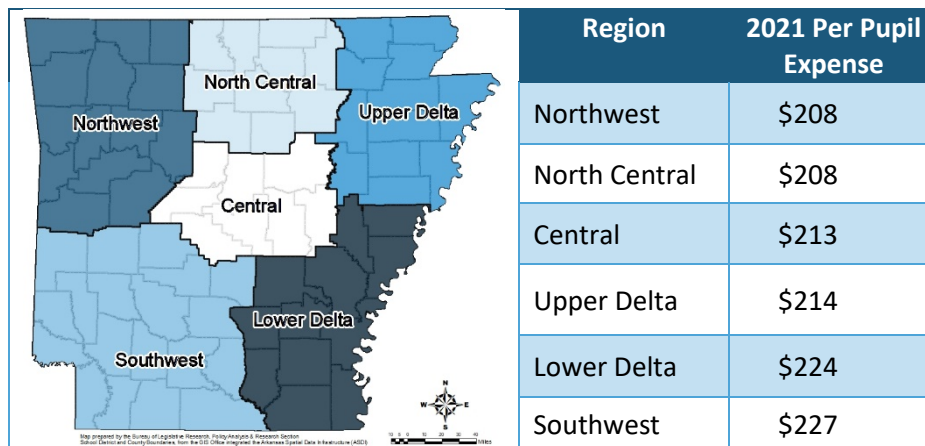 North Central
Upper Delta
Northwest
Central
Lower Delta
Southwest
N
W E
S
Map prepared by the Bureau of Legislative Research, Policy Analysis & Research Section
School District and County Boundaries, from the GIS Office integrated the Arkansas Spatial Data Infrastructure (ASDI)
Miles
Region 2021 Per Pupil
Expense
Northwest $208
North Central $208
Central $213
Upper Delta $214
Lower Delta $224
Southwest $227